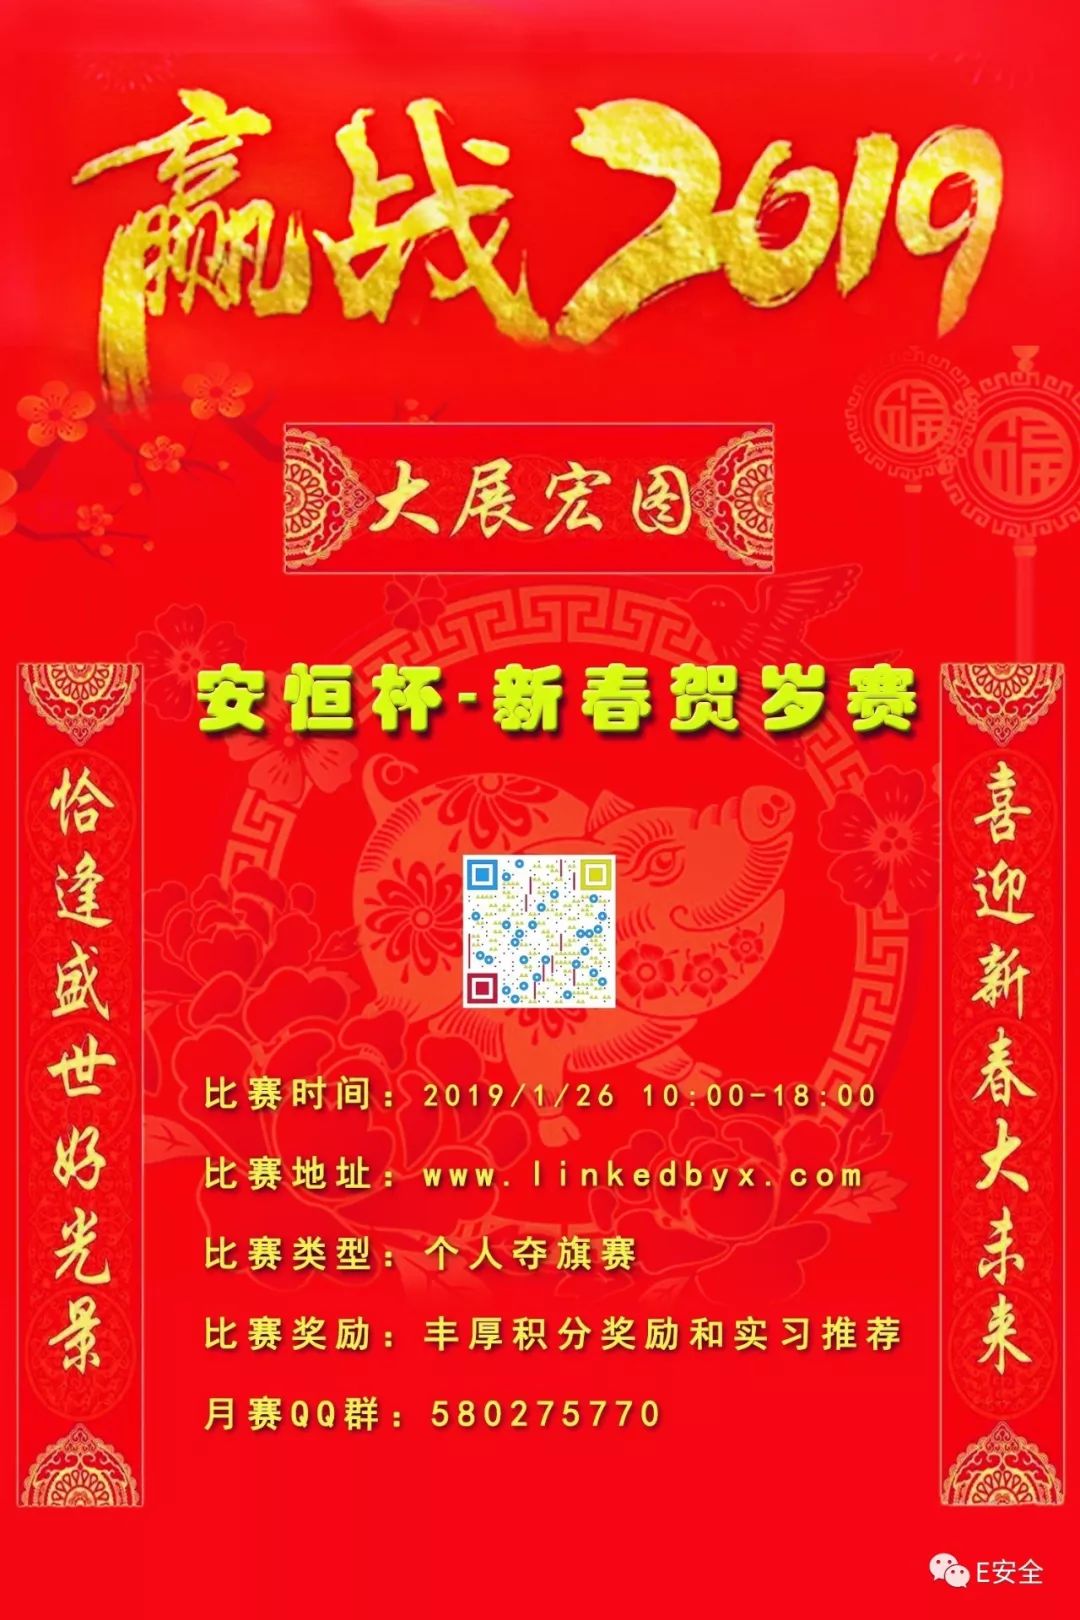 赢战2019
福
福
大展宏图
安恒杯-新春贺岁赛
喜迎新春大未来
恰逢盛世好光景
比赛时间：2019/1/26 10:00-18:00
比赛地址：www.linkedbyx.com
比赛类型：个人夺旗赛
比赛奖励：丰厚积分奖励和实习推荐
月赛QQ群：580275770
E安全